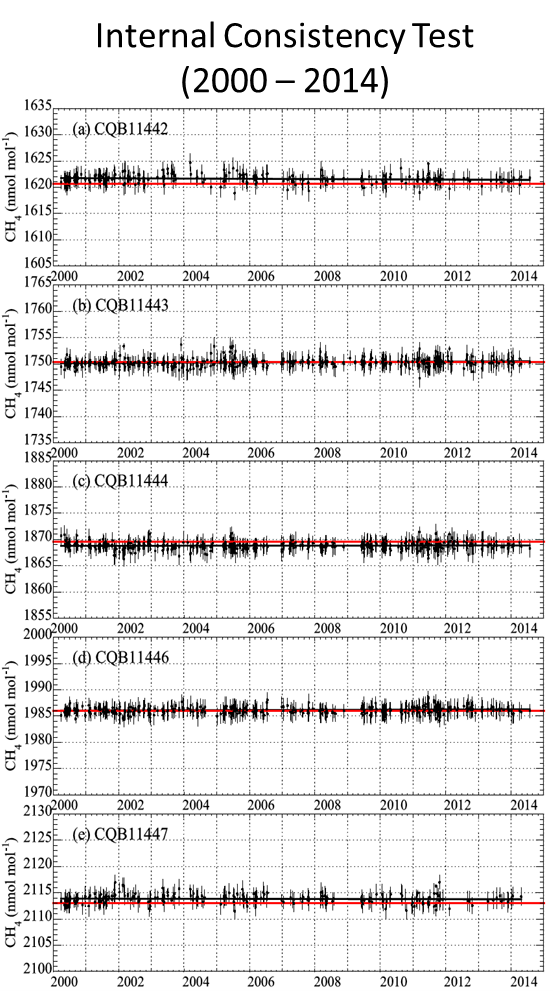 Internal Consistency Test
(2000 – 2014)
1635
1630
1625
1620
1615
1610
1605
CH4 (nmol mol-1)
(a) CQB11442
2000 2002 2004 2006 2008 2010 2012 2014
1765
1760
1755
1750
1745
1740
1735
CH4 (nmol mol-1)
(b) CQB11443
2000 2002 2004 2006 2008 2010 2012 2014
1885
1880
1875
1870
1865
1860
1855
CH4 (nmol mol-1)
(c) CQB11444
2000 2002 2004 2006 2008 2010 2012 2014
2000
1995
1990
1985
1980
1975
1970
CH4 (nmol mol-1)
(d) CQB11446
2000 2002 2004 2006 2008 2010 2012 2014
2130
2125
2120
2115
2110
2105
2100
CH4 (nmol mol-1)
(e) CQB11447
2000 2002 2004 2006 2008 2010 2012 2014